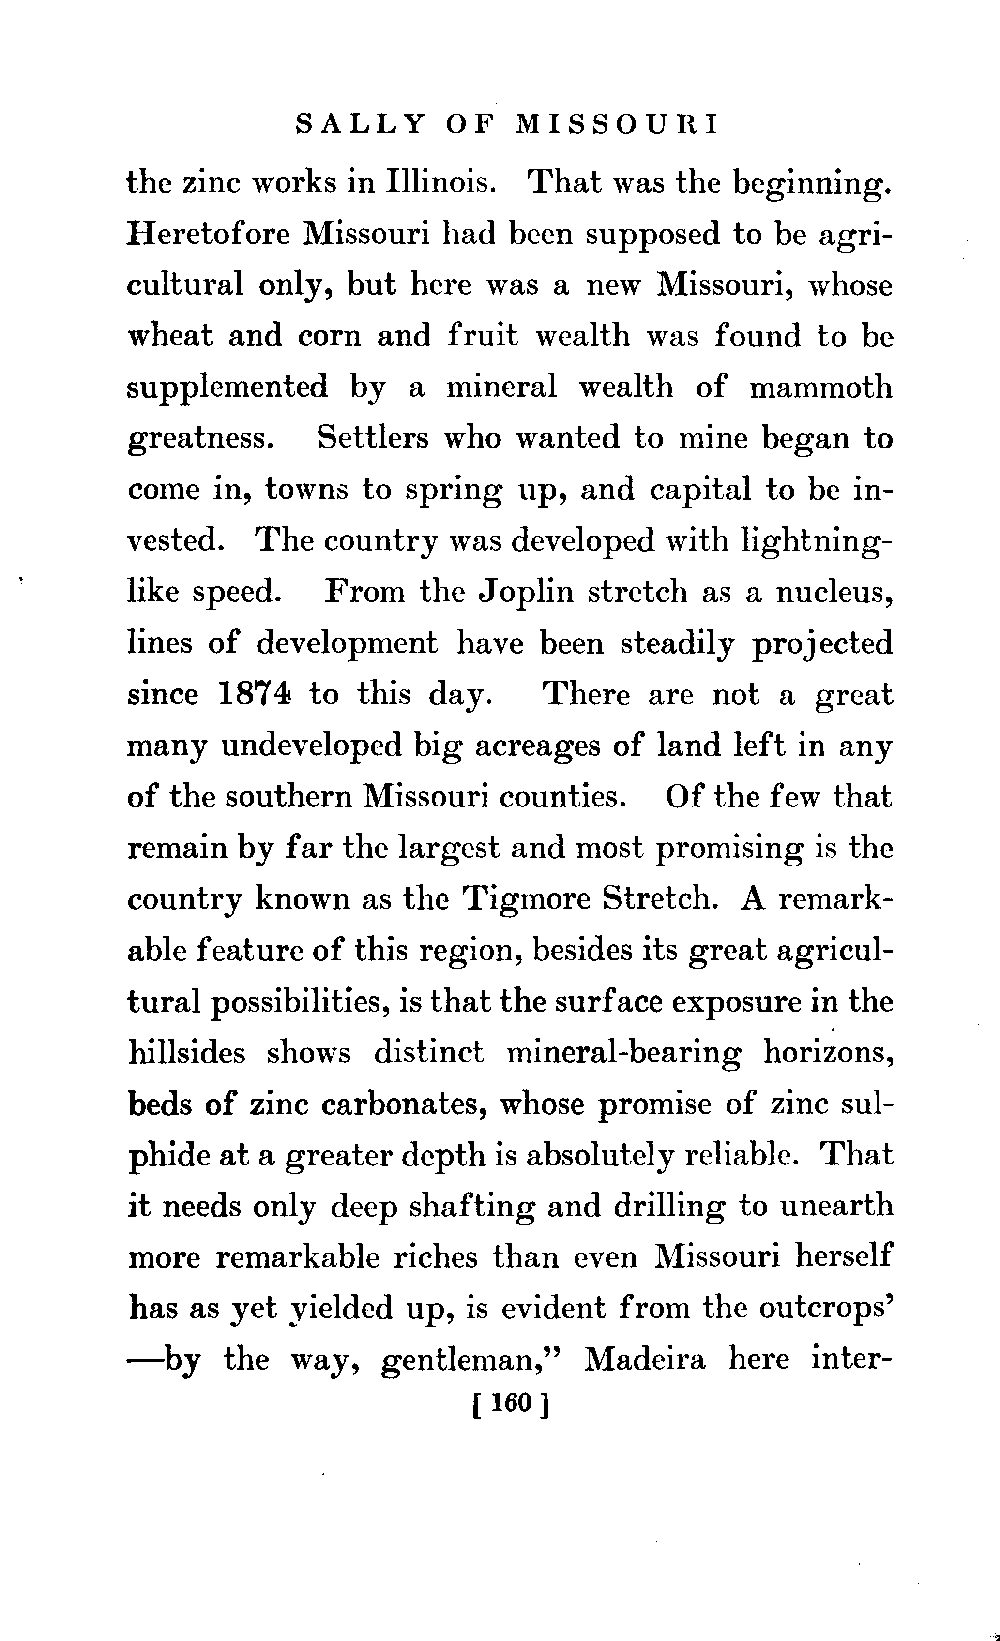 SALLY OF MISSOURI
the zinc works in Illinois. That was the beginning.
Heretofore Missouri had been supposed to be agri-
cultural only, but here was a new Missouri, whose
wheat and corn and fruit wealth was found to be
supplemented by a mineral wealth of mammoth
greatness. Settlers who wanted to mine began to
come in, towns to spring up, and capital to be in-
vested. The country was developed with lightning-
like speed. From the Joplin stretch as a nucleus,
lines of development have been steadily projected
since 1874 to this day. There are not a great
many undeveloped big acreages of land left in any
of the southern Missouri counties. Of the few that
remain by far the largest and most promising is the
country known as the Tigmore Stretch. A remark-
able feature of this region, besides its great agricul-
tural possibilities, is that the surface exposure in the
hillsides shows distinct mineral-bearing horizons,
beds of zinc carbonates, whose promise of zinc sul-
phide at a greater depth is absolutely reliable. That
it needs only deep shafting and drilling to unearth
more remarkable riches than even Missouri herself
has as yet yielded up, is evident from the outcrops’
—by the way, gentleman,” Madeira here inter-
[ 160 ]